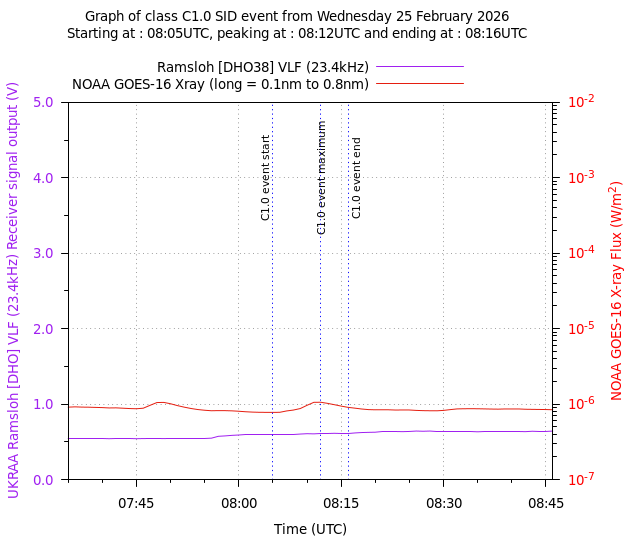 Graph of class C1.0 SID event from Wednesday 25 February 2026
Starting at : 08:05UTC, peaking at : 08:12UTC and ending at : 08:16UTC
Ramsloh [DHO38] VLF (23.4kHz)
NOAA GOES-16 Xray (long = 0.1nm to 0.8nm)
UKRAA Ramsloh [DHO] VLF (23.4kHz) Receiver signal output (V)
5.0
4.0
3.0
2.0
1.0
0.0
C1.0 event start
C1.0 event maximum
C1.0 event end
10-2
10-3
10-4
10-5
10-6
10-7
NOAA GOES-16 X-ray Flux (W/m2)
07:45 08:00 08:15 08:30 08:45
Time (UTC)